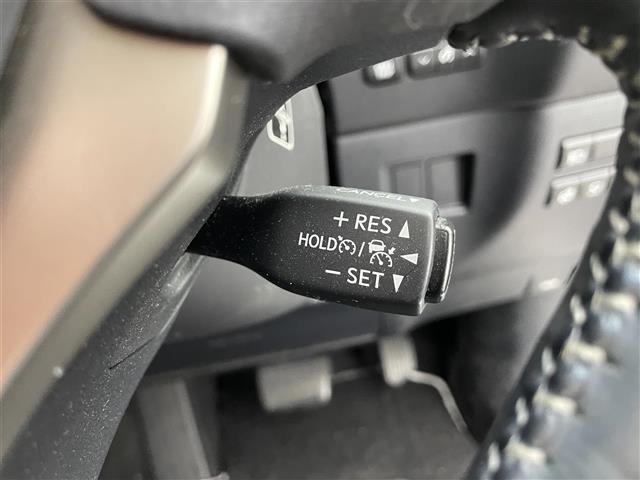 CANCEL▼
+ RES ▲
HOLD / ◀
− SET ▼